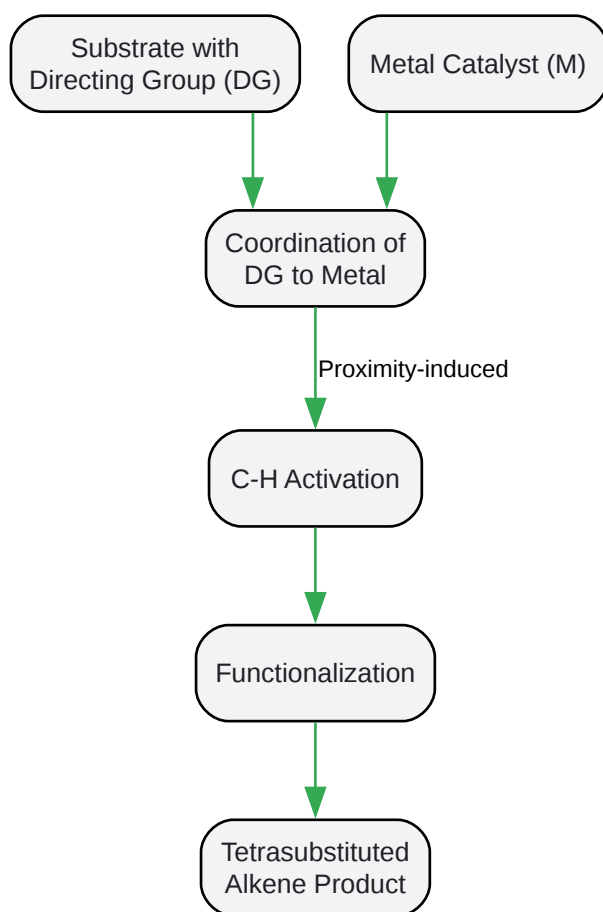 Substrate with
Directing Group (DG)
Metal Catalyst (M)
Coordination of
DG to Metal
Proximity-induced
C-H Activation
Functionalization
Tetrasubstituted
Alkene Product